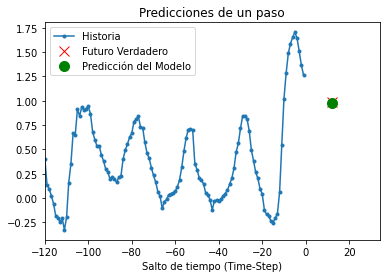 Predicciones de un paso
Historia
Futuro Verdadero
Predicción del Modelo
1.75
1.50
1.25
1.00
0.75
0.50
0.25
0.00
−0.25
−120 −100 −80 −60 −40 −20 0 20
Salto de tiempo (Time-Step)